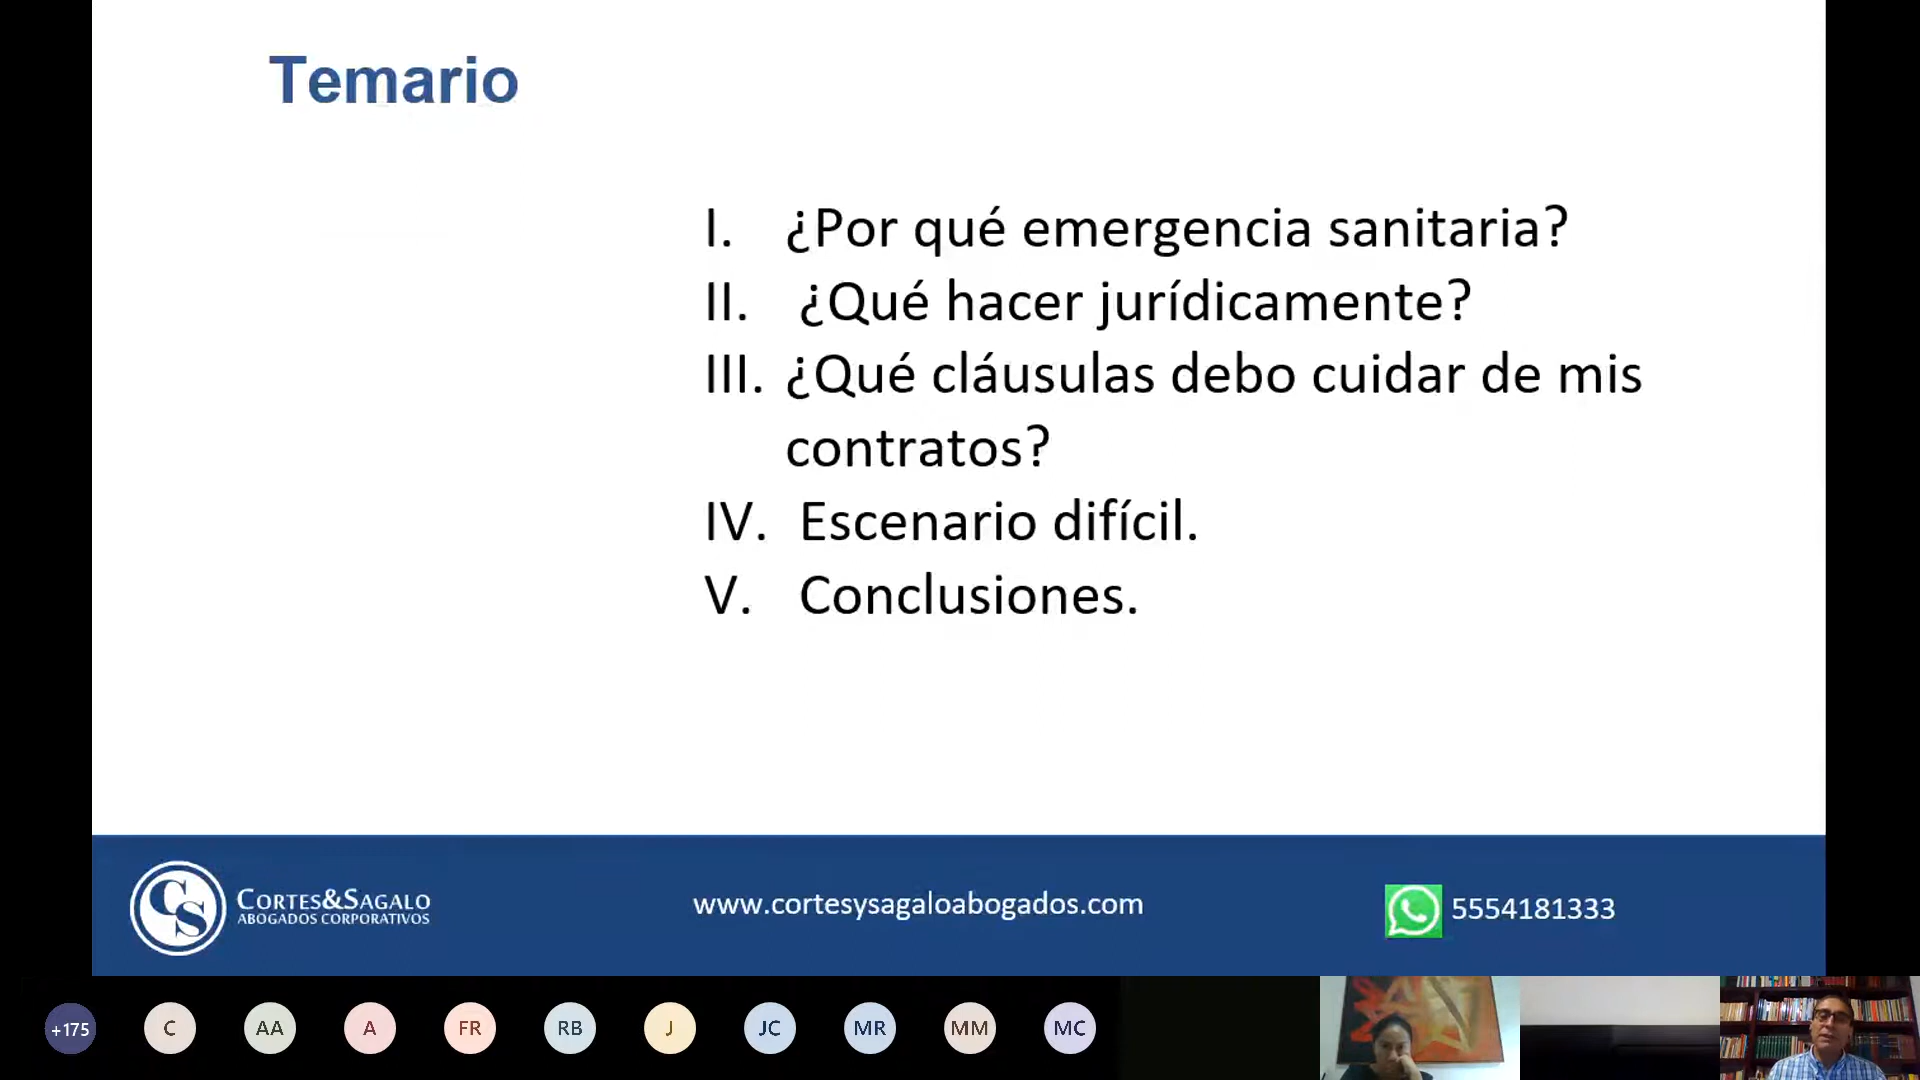 Temario
I. ¿Por qué emergencia sanitaria?
II. ¿Qué hacer jurídicamente?
III. ¿Qué cláusulas debo cuidar de mis
contratos?
IV. Escenario difícil.
V. Conclusiones.
CS
CORTES&SAGALO
ABOGADOS CORPORATIVOS
www.cortesysagaloabogados.com
5554181333
+175
C
AA
A
FR
RB
J
JC
MR
MM
MC